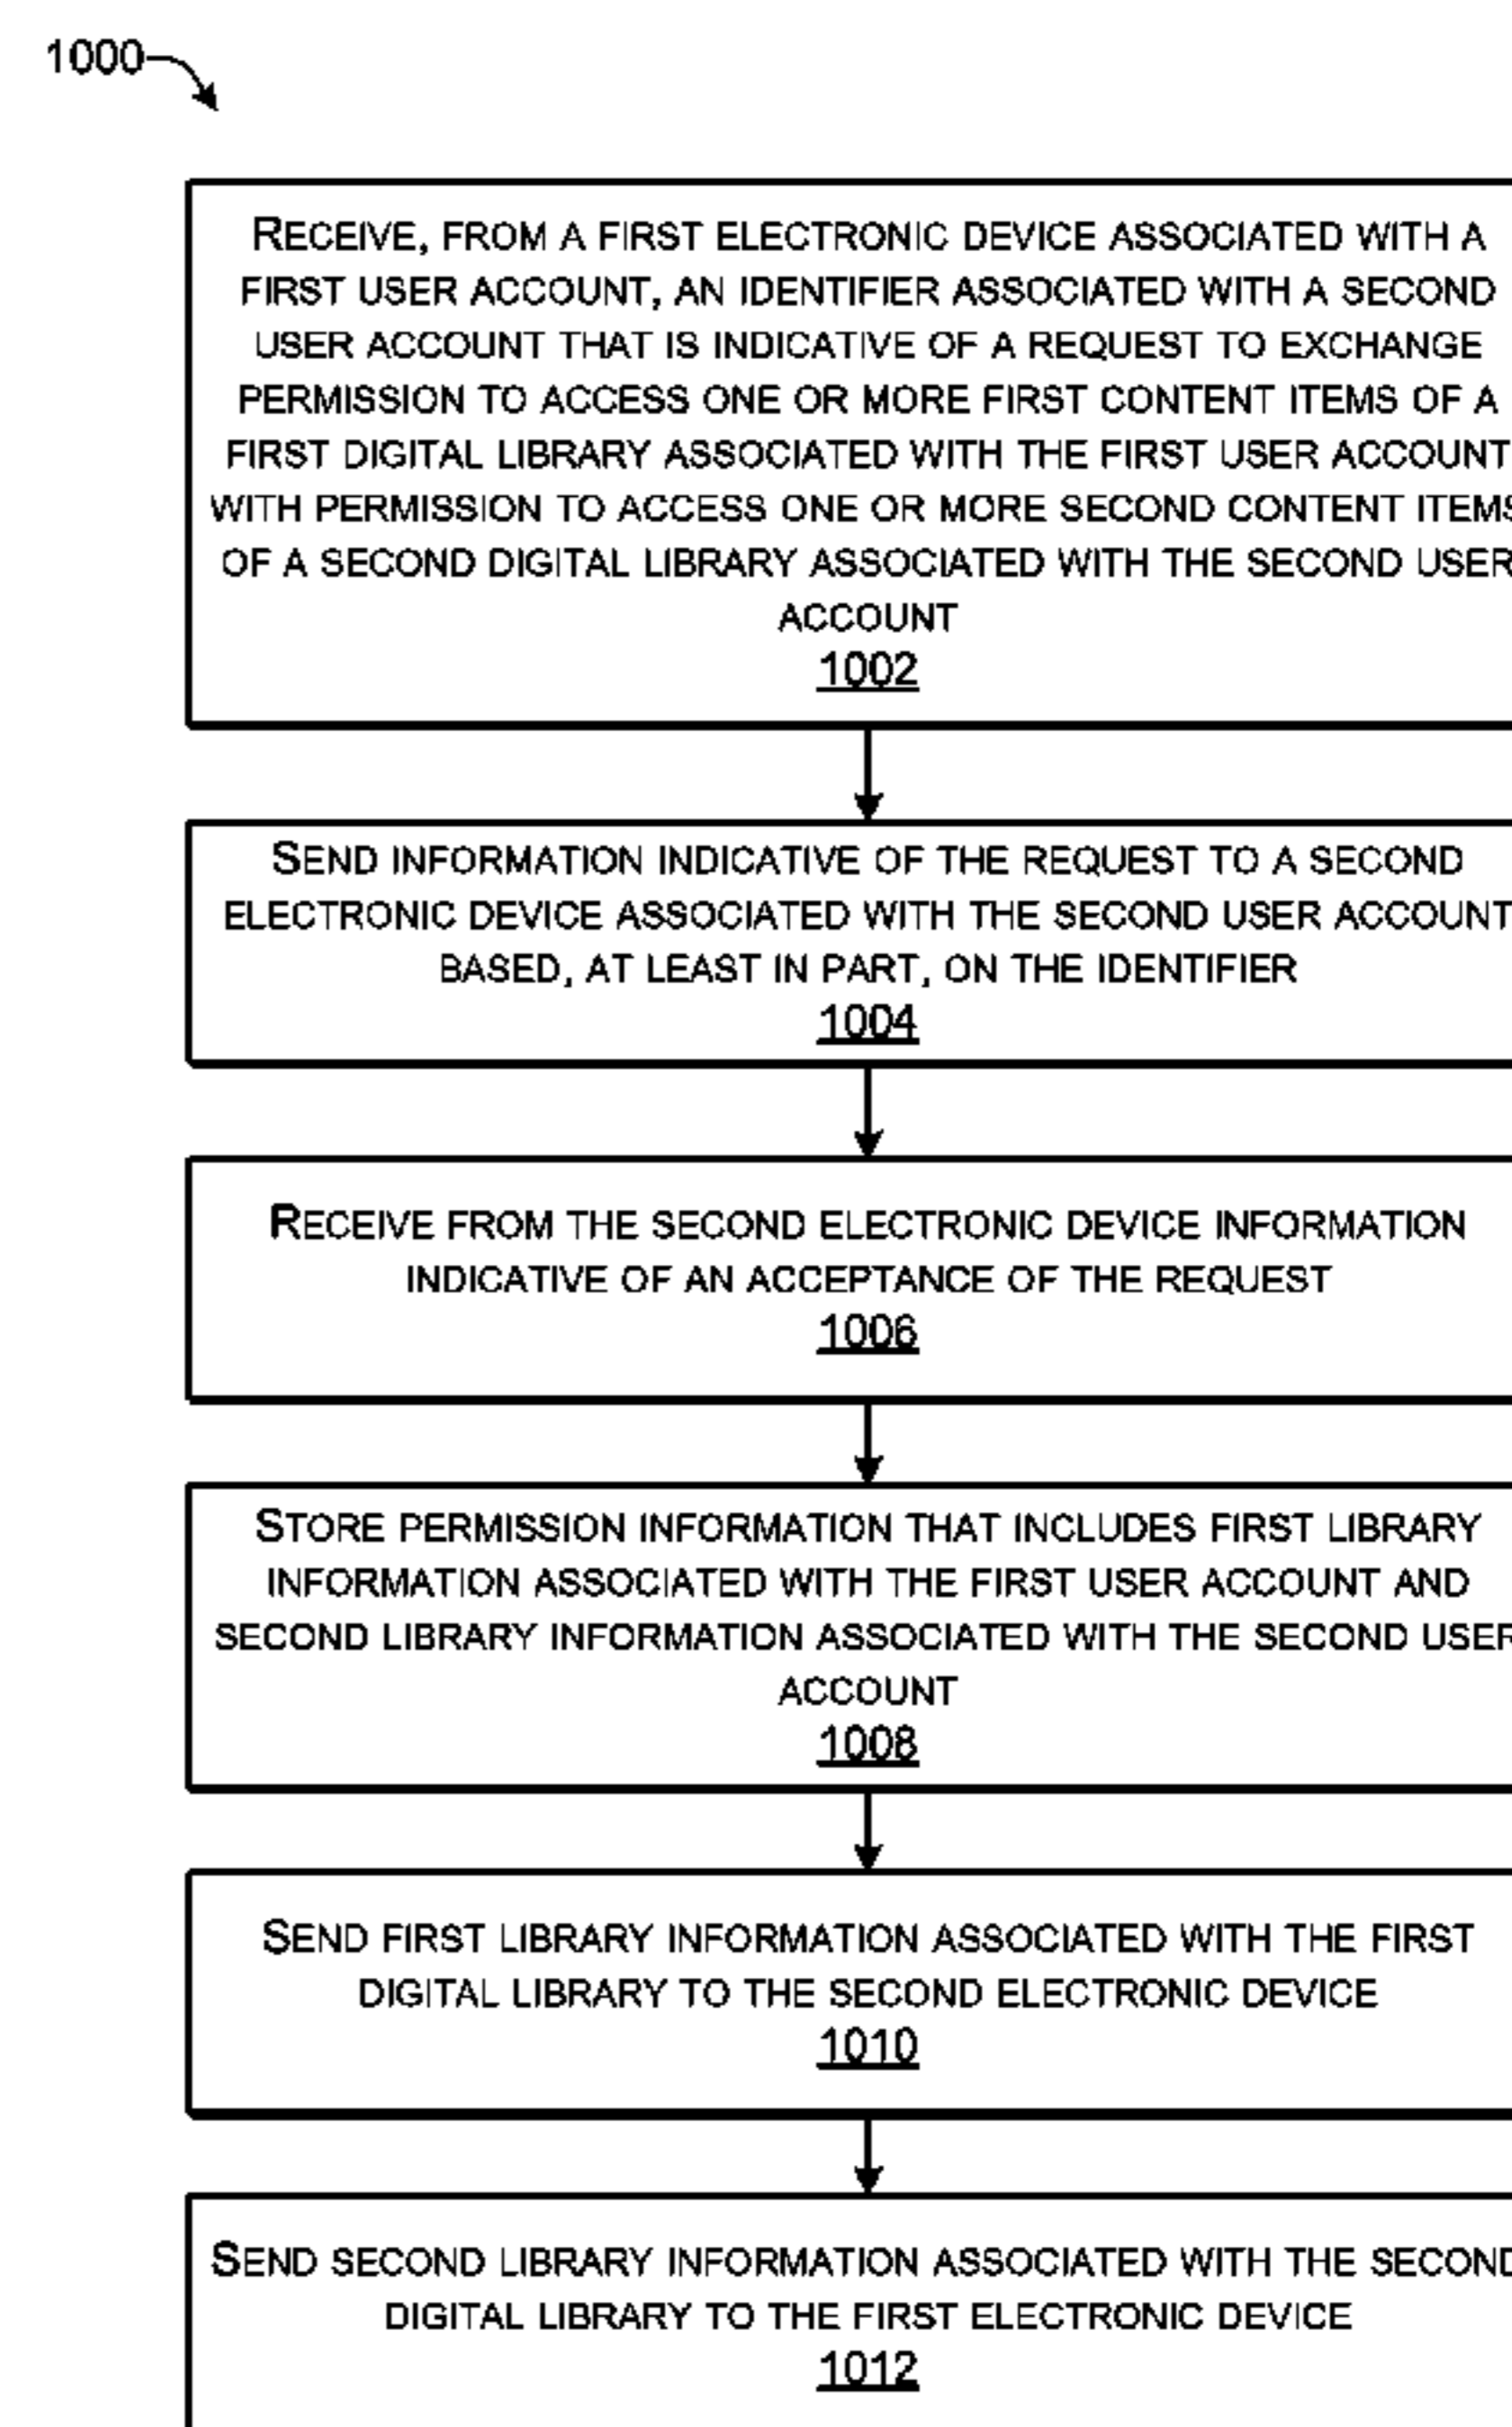 1000
RECEIVE, FROM A FIRST ELECTRONIC DEVICE ASSOCIATED WITH A
FIRST USER ACCOUNT, AN IDENTIFIER ASSOCIATED WITH A SECOND
USER ACCOUNT THAT IS INDICATIVE OF A REQUEST TO EXCHANGE
PERMISSION TO ACCESS ONE OR MORE FIRST CONTENT ITEMS OF A
FIRST DIGITAL LIBRARY ASSOCIATED WITH THE FIRST USER ACCOUNT
WITH PERMISSION TO ACCESS ONE OR MORE SECOND CONTENT ITEMS
OF A SECOND DIGITAL LIBRARY ASSOCIATED WITH THE SECOND USER
ACCOUNT
1002
SEND INFORMATION INDICATIVE OF THE REQUEST TO A SECOND
ELECTRONIC DEVICE ASSOCIATED WITH THE SECOND USER ACCOUNT
BASED, AT LEAST IN PART, ON THE IDENTIFIER
1004
RECEIVE FROM THE SECOND ELECTRONIC DEVICE INFORMATION
INDICATIVE OF AN ACCEPTANCE OF THE REQUEST
1006
STORE PERMISSION INFORMATION THAT INCLUDES FIRST LIBRARY
INFORMATION ASSOCIATED WITH THE FIRST USER ACCOUNT AND
SECOND LIBRARY INFORMATION ASSOCIATED WITH THE SECOND USER
ACCOUNT
1008
SEND FIRST LIBRARY INFORMATION ASSOCIATED WITH THE FIRST
DIGITAL LIBRARY TO THE SECOND ELECTRONIC DEVICE
1010
SEND SECOND LIBRARY INFORMATION ASSOCIATED WITH THE SECOND
DIGITAL LIBRARY TO THE FIRST ELECTRONIC DEVICE
1012